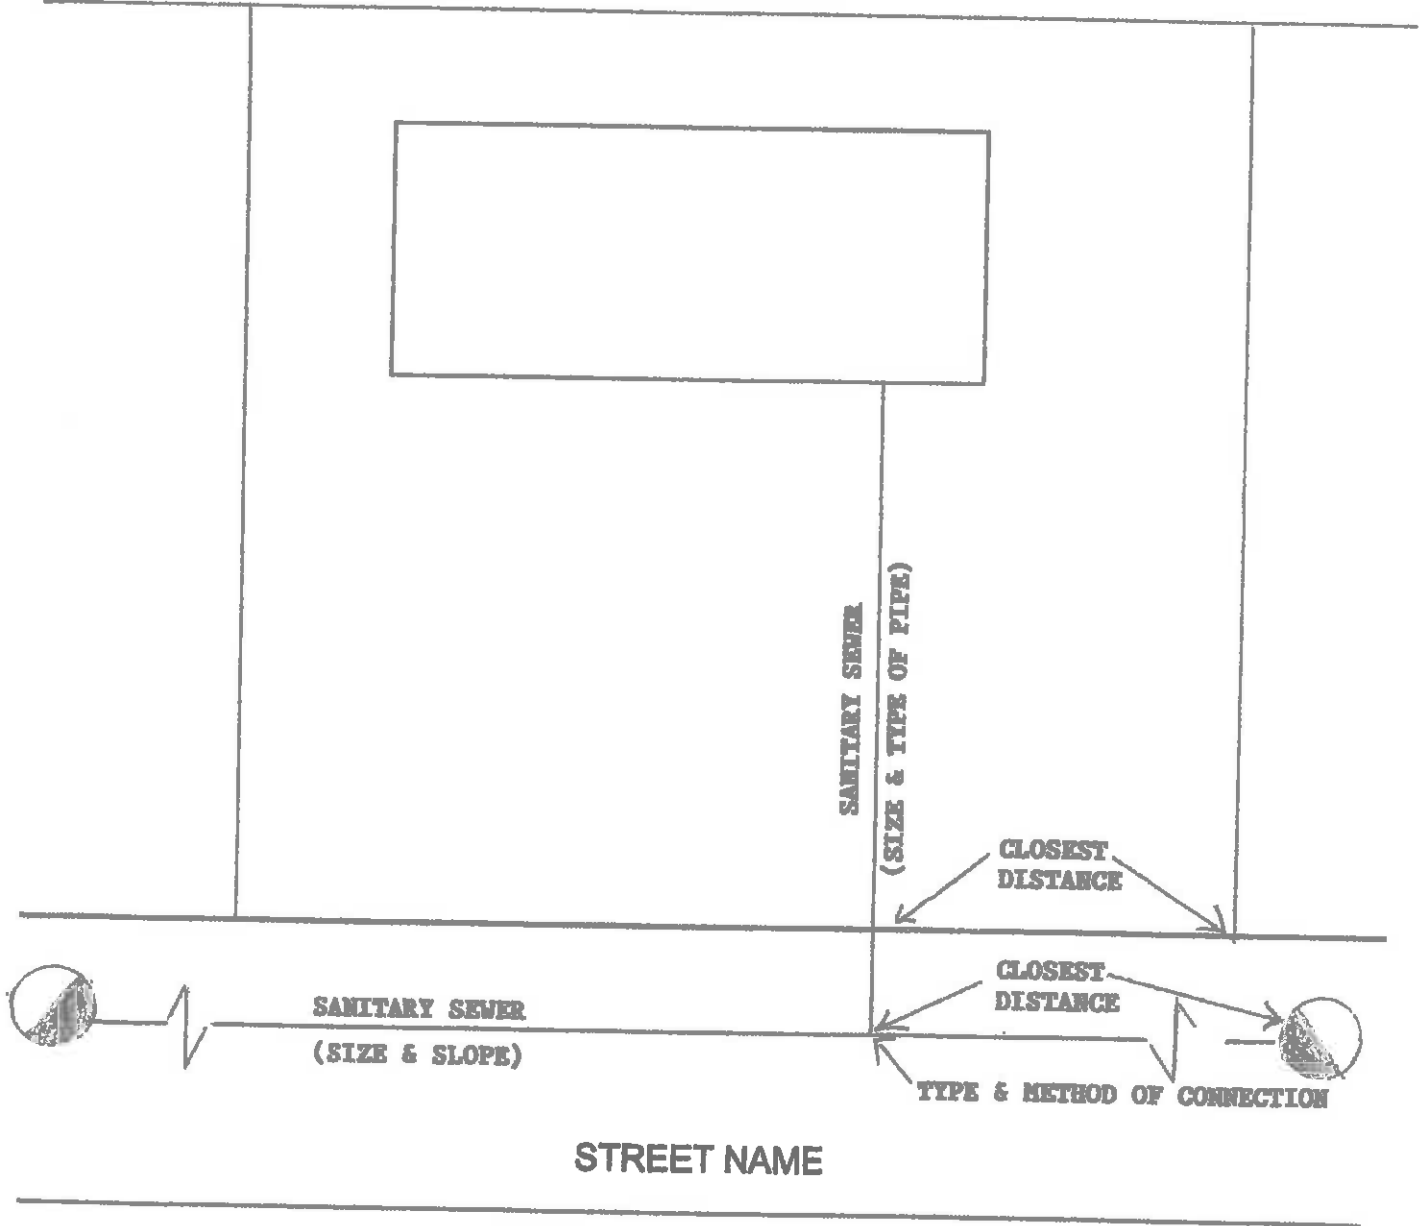 SANITARY SEWER
(SIZE & TYPE OF PIPE)
CLOSEST
DISTANCE
CLOSEST
DISTANCE
SANITARY SEWER
(SIZE & SLOPE)
TYPE & METHOD OF CONNECTION
STREET NAME